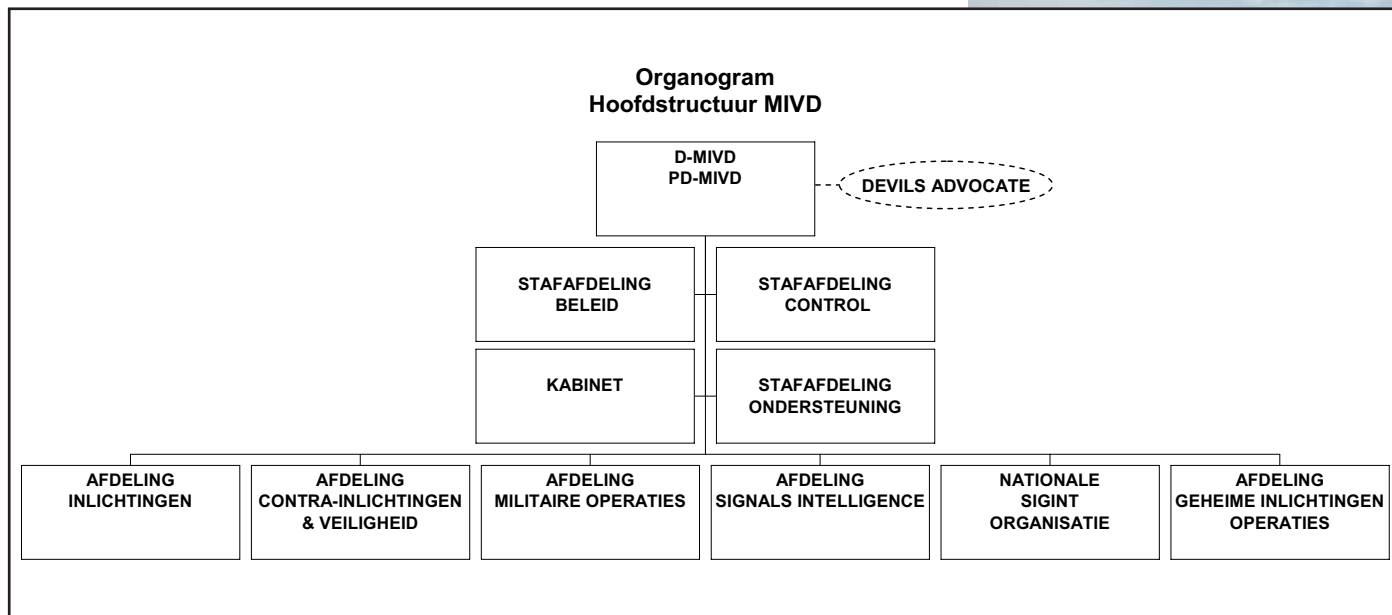 Organogram
Hoofdstructuur MIVD
D-MIVD
PD-MIVD
DEVILS ADVOCATE
STAFAFDELING
BELEID
STAFAFDELING
CONTROL
KABINET
STAFAFDELING
ONDERSTEUNING
AFDELING
INLICHTINGEN
AFDELING
CONTRA-INLICHTINGEN
& VEILIGHEID
AFDELING
MILITAIRE OPERATIES
AFDELING
SIGNALS INTELLIGENCE
NATIONALE
SIGINT
ORGANISATIE
AFDELING
GEHEIME INLICHTINGEN
OPERATIES